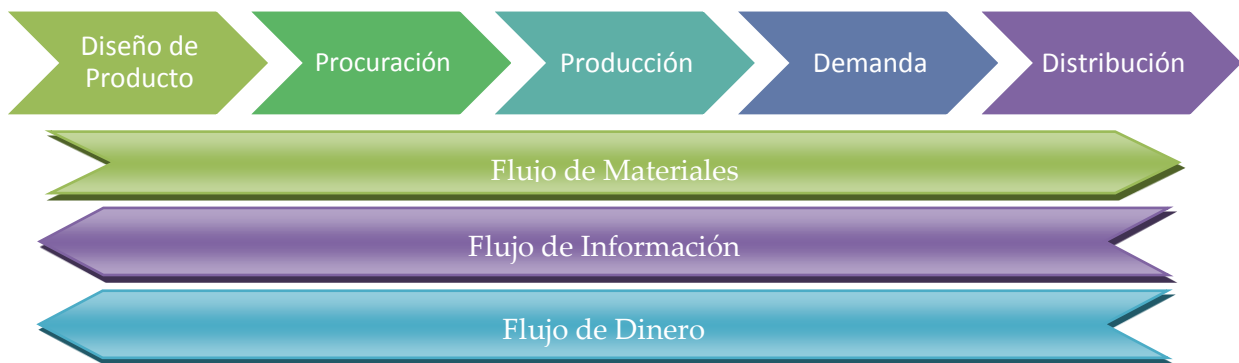 Diseño de
Producto
Procuración
Producción
Demanda
Distribución
Flujo de Materiales
Flujo de Información
Flujo de Dinero